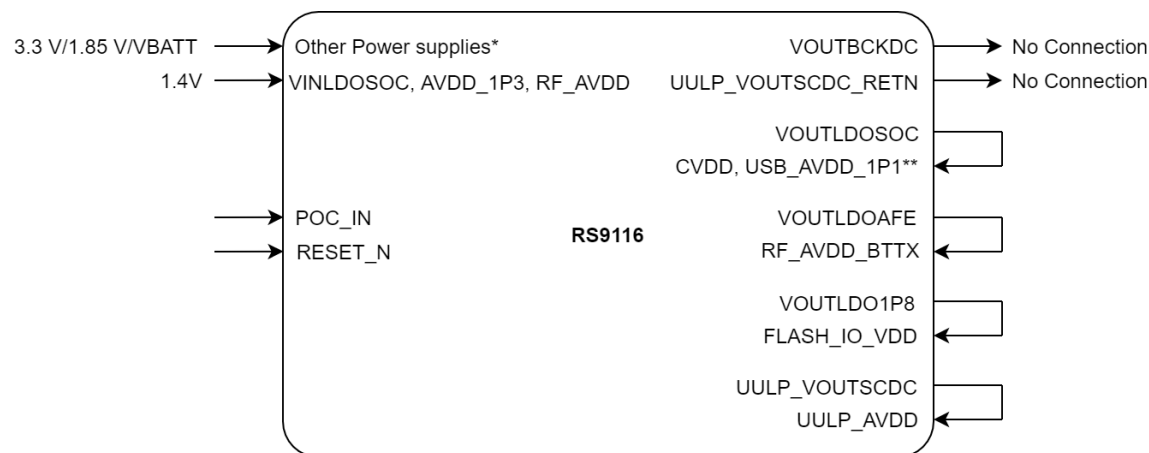 3.3 V/1.85 V/VBATT
Other Power supplies*
VOUTBCKDC
No Connection
1.4V
VINLDOSOC, AVDD_1P3, RF_AVDD
UULP_VOUTSCDC_RETN
No Connection
VOUTLDOSOC
CVDD, USB_AVDD_1P1**
POC_IN
VOUTLDOAFE
RS9116
RESET_N
RF_AVDD_BTTX
VOUTLDO1P8
FLASH_IO_VDD
UULP_VOUTSCDC
UULP_AVDD